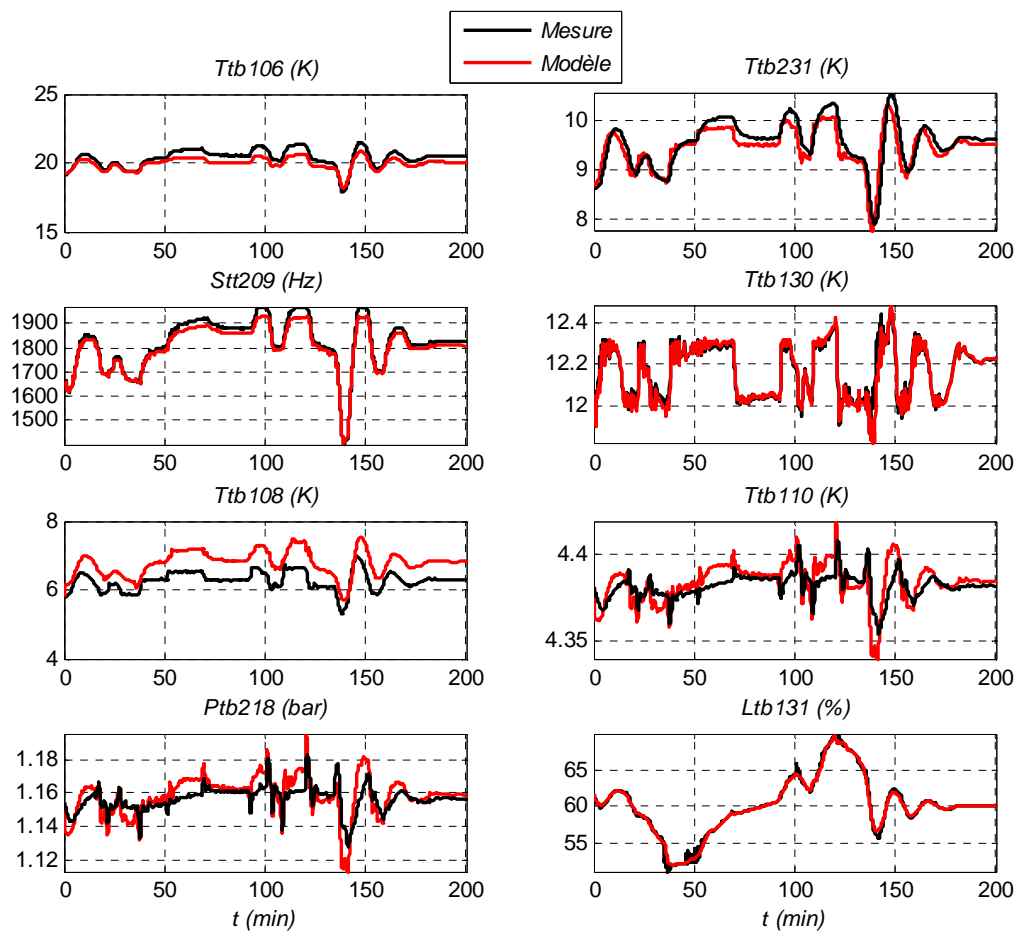 Mesure
Modèle
Ttb106 (K)
Ttb231 (K)
25
20
15
0 50 100 150 200
10
9
8
0 50 100 150 200
Stt209 (Hz)
Ttb130 (K)
1900
1800
1700
1600
1500
0 50 100 150 200
12.4
12.2
12
0 50 100 150 200
Ttb108 (K)
Ttb110 (K)
8
6
4
0 50 100 150 200
4.4
4.35
0 50 100 150 200
Ptb218 (bar)
Ltb131 (%)
1.18
1.16
1.14
1.12
0 50 100 150 200
t (min)
65
60
55
0 50 100 150 200
t (min)